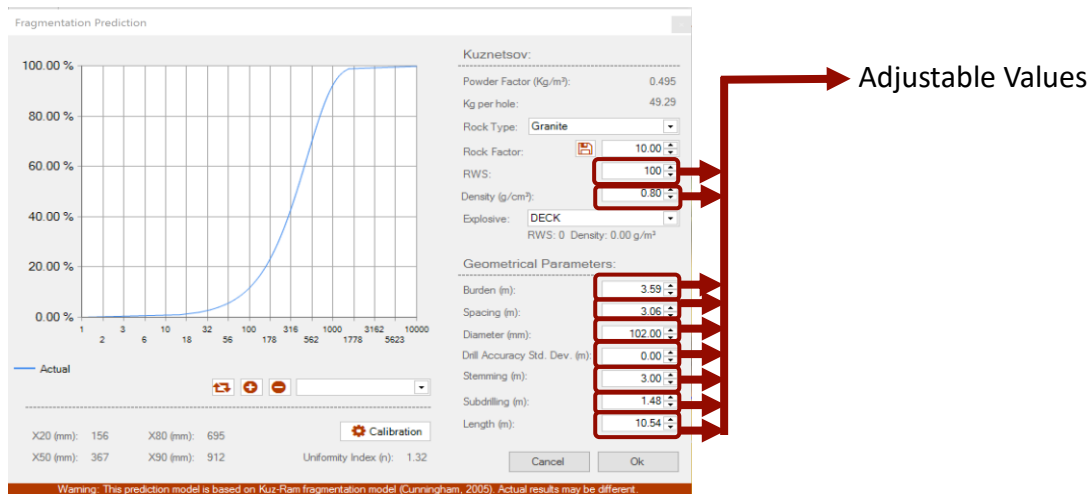 Fragmentation Prediction
100.00 %
80.00 %
60.00 %
40.00 %
20.00 %
0.00 %
1 3 10 32 100 316 1000 3162 10000
2 6 18 56 178 562 1778 5623
Actual
X20 (mm): 156 X80 (mm): 695
Calibration
X50 (mm): 367 X90 (mm): 912 Uniformity Index (n): 1.32
Kuznetsov:
Powder Factor (Kg/m³): 0.495
Kg per hole: 49.29
Rock Type: Granite
Rock Factor: 10.00
RWS: 100
Density (g/cm³): 0.80
Explosive: DECK
RWS: 0 Density: 0.00 g/m³
Geometrical Parameters:
Burden (m): 3.59
Spacing (m): 3.06
Diameter (mm): 102.00
Drill Accuracy Std. Dev. (m): 0.00
Stemming (m): 3.00
Subdrilling (m): 1.48
Length (m): 10.54
Cancel Ok
Warning: This prediction model is based on Kuz-Ram fragmentation model (Cunningham, 2005). Actual results may be different.
Adjustable Values